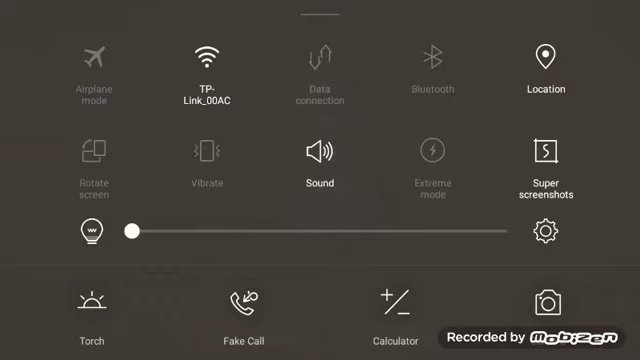 Airplane
mode
TP-
Link_00AC
Data
connection
Bluetooth
Location
Rotate
screen
Vibrate
Sound
Extreme
mode
Super
screenshots
Torch
Fake Call
Calculator
Recorded by Mobizen